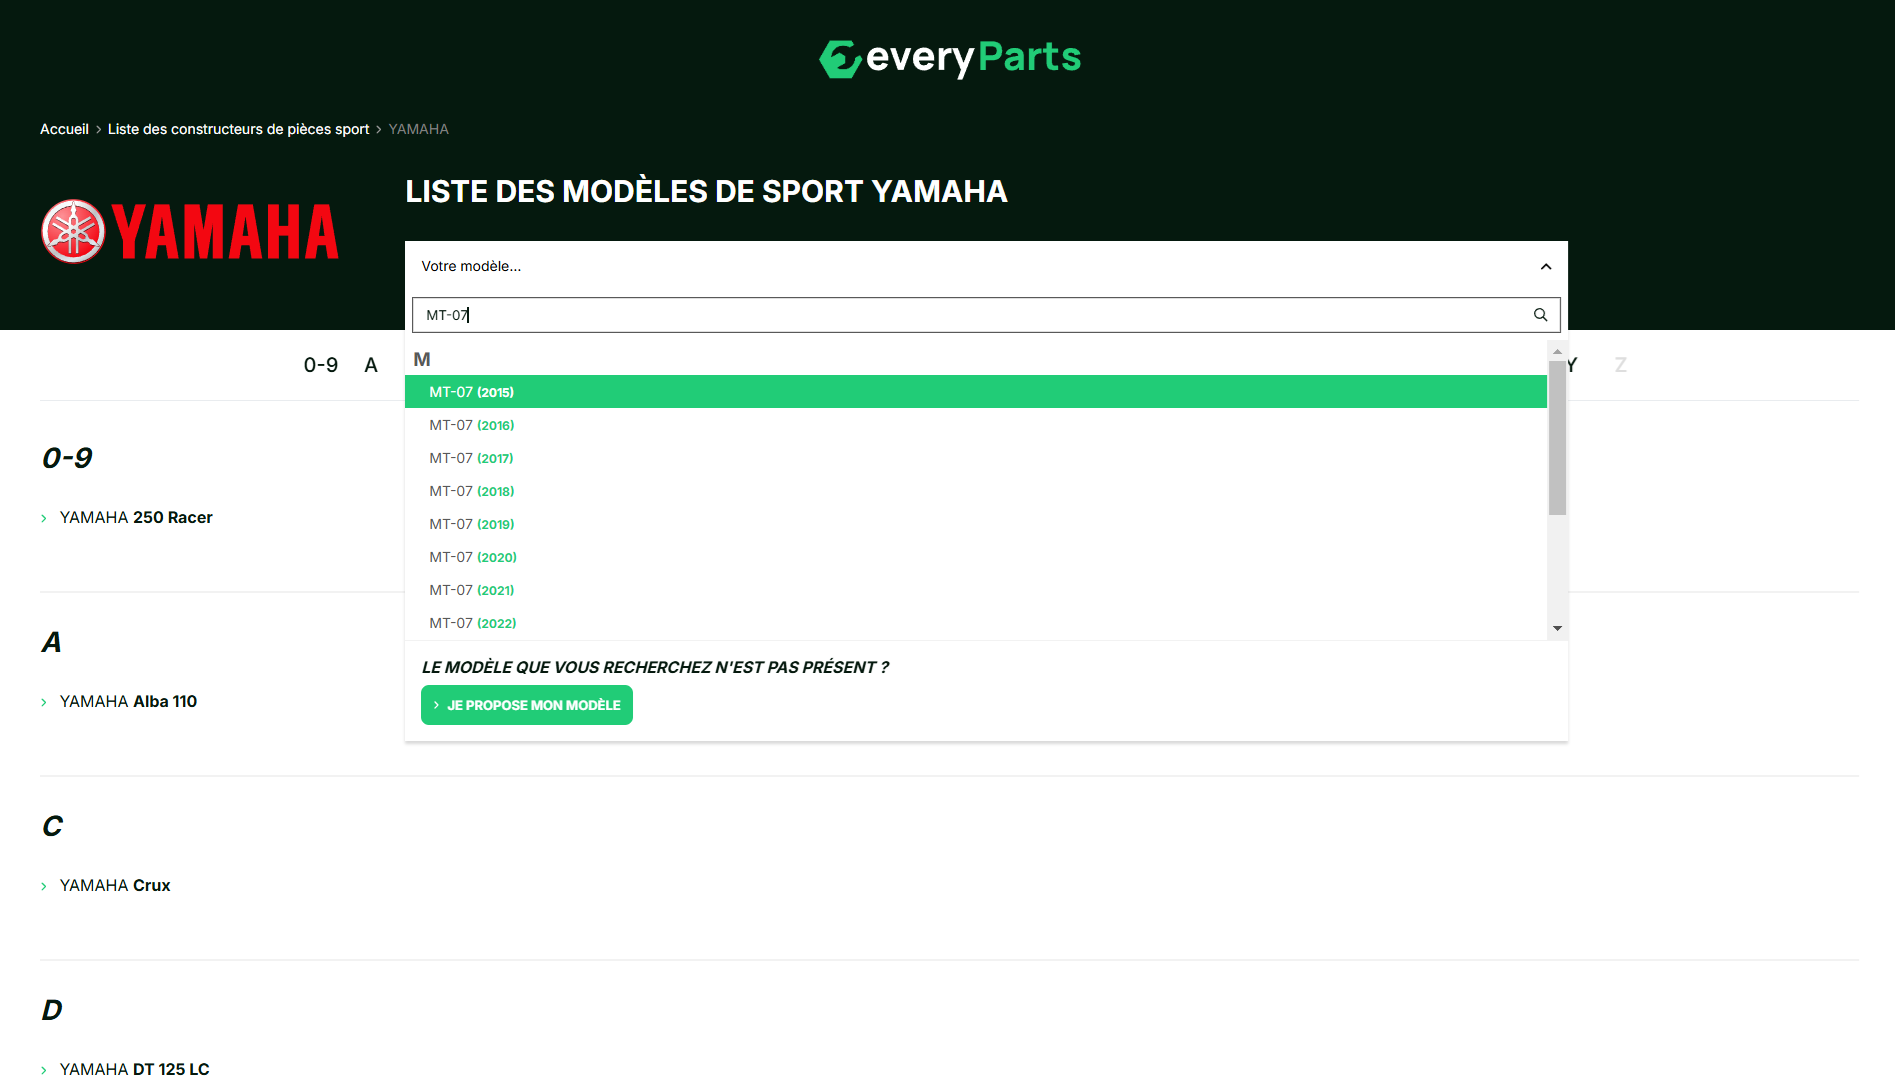 everyParts
Accueil > Liste des constructeurs de pièces sport > YAMAHA
YAMAHA
LISTE DES MODÈLES DE SPORT YAMAHA
Votre modèle...
MT-07
0-9 A Y Z
M
MT-07 (2015)
MT-07 (2016)
MT-07 (2017)
MT-07 (2018)
MT-07 (2019)
MT-07 (2020)
MT-07 (2021)
MT-07 (2022)
LE MODÈLE QUE VOUS RECHERCHEZ N'EST PAS PRÉSENT ?
> JE PROPOSE MON MODÈLE
0-9
> YAMAHA 250 Racer
A
> YAMAHA Alba 110
C
> YAMAHA Crux
D
> YAMAHA DT 125 LC